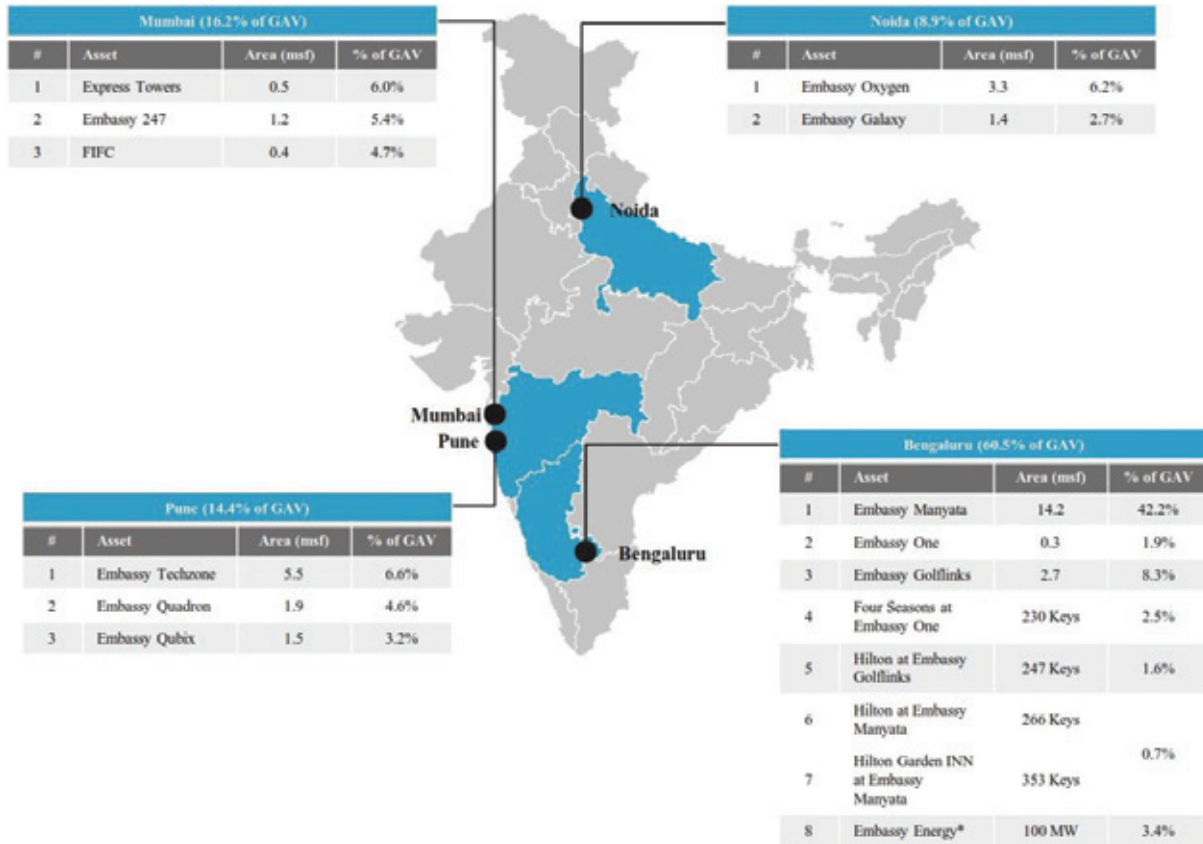 Mumbai (16.2% of GAV)
# Asset Area (msf) % of GAV
1 Express Towers 0.5 6.0%
2 Embassy 247 1.2 5.4%
3 FIFC 0.4 4.7%
Noida (8.9% of GAV)
# Asset Area (msf) % of GAV
1 Embassy Oxygen 3.3 6.2%
2 Embassy Galaxy 1.4 2.7%
Noida
Mumbai
Pune
Bengaluru
Pune (14.4% of GAV)
# Asset Area (msf) % of GAV
1 Embassy Techzone 5.5 6.6%
2 Embassy Quadron 1.9 4.6%
3 Embassy Qubix 1.5 3.2%
Bengaluru (60.5% of GAV)
# Asset Area (msf) % of GAV
1 Embassy Manyata 14.2 42.2%
2 Embassy One 0.3 1.9%
3 Embassy Golflinks 2.7 8.3%
4 Four Seasons at
Embassy One 230 Keys 2.5%
5 Hilton at Embassy
Golflinks 247 Keys 1.6%
6 Hilton at Embassy
Manyata 266 Keys
0.7%
7 Hilton Garden INN
at Embassy
Manyata 353 Keys
8 Embassy Energy* 100 MW 3.4%